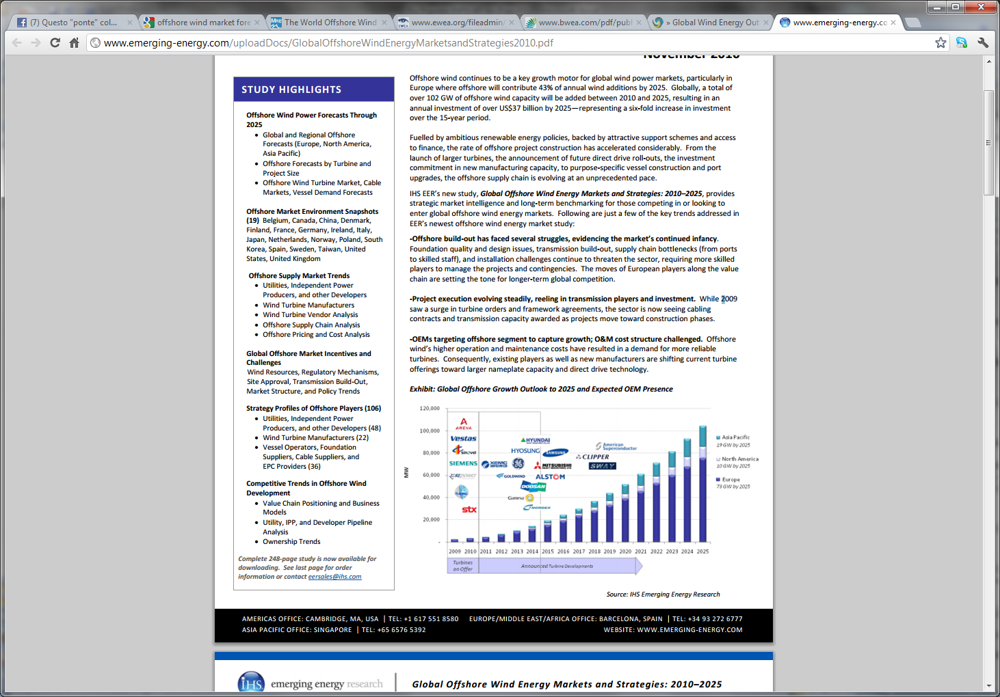 (7) Questo "ponte" col...
offshore wind market fore
The World Offshore Wind
www.ewea.org/fileadmin/
www.bwea.com/pdf/publ
» Global Wind Energy Out
www.emerging-energy.co
www.emerging-energy.com/uploadDocs/GlobalOffshoreWindEnergyMarketsandStrategies2010.pdf
November 2010
STUDY HIGHLIGHTS
Offshore Wind Power Forecasts Through
2025
• Global and Regional Offshore
Forecasts (Europe, North America,
Asia Pacific)
• Offshore Forecasts by Turbine and
Project Size
• Offshore Wind Turbine Market, Cable
Markets, Vessel Demand Forecasts
Offshore Market Environment Snapshots
(19) Belgium, Canada, China, Denmark,
Finland, France, Germany, Ireland, Italy,
Japan, Netherlands, Norway, Poland, South
Korea, Spain, Sweden, Taiwan, United
States, United Kingdom
Offshore Supply Market Trends
• Utilities, Independent Power
Producers, and other Developers
• Wind Turbine Manufacturers
• Wind Turbine Vendor Analysis
• Offshore Supply Chain Analysis
• Offshore Pricing and Cost Analysis
Global Offshore Market Incentives and
Challenges
Wind Resources, Regulatory Mechanisms,
Site Approval, Transmission Build-Out,
Market Structure, and Policy Trends
Strategy Profiles of Offshore Players (106)
• Utilities, Independent Power
Producers, and other Developers (48)
• Wind Turbine Manufacturers (22)
• Vessel Operators, Foundation
Suppliers, Cable Suppliers, and
EPC Providers (36)
Competitive Trends in Offshore Wind
Development
• Value Chain Positioning and Business
Models
• Utility, IPP, and Developer Pipeline
Analysis
• Ownership Trends
Complete 248-page study is now available for
downloading. See last page for order
information or contact eersales@ihs.com
Offshore wind continues to be a key growth motor for global wind power markets, particularly in
Europe where offshore will contribute 43% of annual wind additions by 2025. Globally, a total of
over 102 GW of offshore wind capacity will be added between 2010 and 2025, resulting in an
annual investment of over US$37 billion by 2025—representing a six-fold increase in investment
over the 15-year period.
Fuelled by ambitious renewable energy policies, backed by attractive support schemes and access
to finance, the rate of offshore project construction has accelerated considerably. From the
launch of larger turbines, the announcement of future direct drive roll-outs, the investment
commitment in new manufacturing capacity, to purpose-specific vessel construction and port
upgrades, the offshore supply chain is evolving at an unprecedented pace.
IHS EER's new study, Global Offshore Wind Energy Markets and Strategies: 2010–2025, provides
strategic market intelligence and long-term benchmarking for those competing in or looking to
enter global offshore wind energy markets. Following are just a few of the key trends addressed in
EER's newest offshore wind energy market study:
-Offshore build-out has faced several struggles, evidencing the market's continued infancy.
Foundation quality and design issues, transmission build-out, supply chain bottlenecks (from ports
to skilled staff), and installation challenges continue to threaten the sector, requiring more skilled
players to manage the projects and contingencies. The moves of European players along the value
chain are setting the tone for longer-term global competition.
-Project execution evolving steadily, reeling in transmission players and investment. While 2009
saw a surge in turbine orders and framework agreements, the sector is now seeing cabling
contracts and transmission capacity awarded as projects move toward construction phases.
-OEMs targeting offshore segment to capture growth; O&M cost structure challenged. Offshore
wind's higher operation and maintenance costs have resulted in a demand for more reliable
turbines. Consequently, existing players as well as new manufacturers are shifting current turbine
offerings toward larger nameplate capacity and direct drive technology.
Exhibit: Global Offshore Growth Outlook to 2025 and Expected OEM Presence
120,000
100,000
80,000
60,000
40,000
20,000
-
MW
AREVA
Vestas
sinovel
SIEMENS
REpower
stx
HYUNDAI
HYOSUNG
SAMSUNG
XEMC
GE
MITSUBISHI
GOLDWIND
ALSTOM
DOOSAN
Gamesa
NORDEX
American
Superconductor
CLIPPER
SWAY
Asia Pacific
19 GW by 2025
North America
10 GW by 2025
Europe
73 GW by 2025
2009 2010 2011 2012 2013 2014 2015 2016 2017 2018 2019 2020 2021 2022 2023 2024 2025
Turbines
on Offer
Announced Turbine Developments
Source: IHS Emerging Energy Research
AMERICAS OFFICE: CAMBRIDGE, MA, USA | TEL: +1 617 551 8580 EUROPE/MIDDLE EAST/AFRICA OFFICE: BARCELONA, SPAIN | TEL: +34 93 272 6777
ASIA PACIFIC OFFICE: SINGAPORE | TEL: +65 6576 5392 WEBSITE: WWW.EMERGING-ENERGY.COM
IHS emerging energy research
Global Offshore Wind Energy Markets and Strategies: 2010–2025